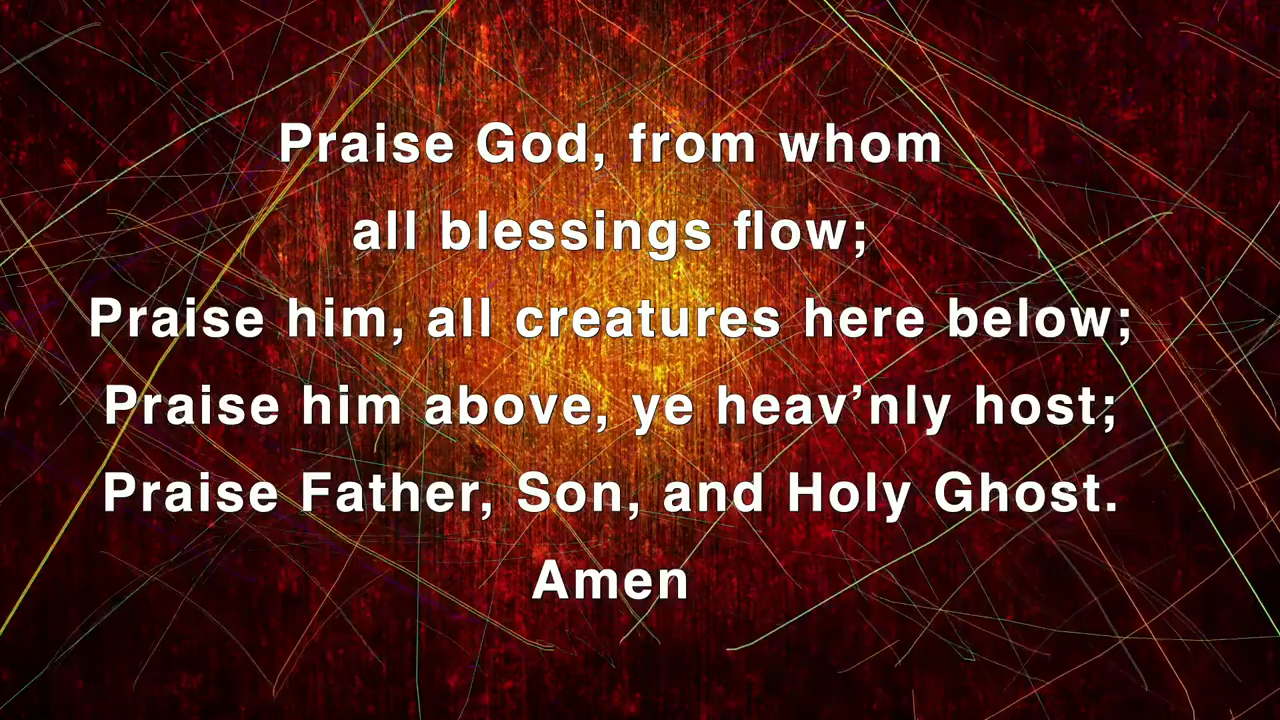 Praise God, from whom
all blessings flow;
Praise him, all creatures here below;
Praise him above, ye heav’nly host;
Praise Father, Son, and Holy Ghost.
Amen